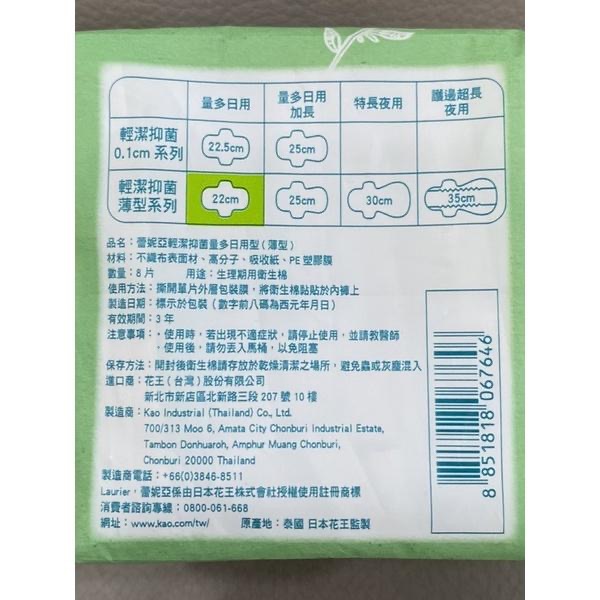 量多日用 量多日用加長 特長夜用 護邊超長夜用
輕潔抑菌 0.1cm 系列 22.5cm 25cm
輕潔抑菌 薄型系列 22cm 25cm 30cm 35cm
品名：蕾妮亞輕潔抑菌量多日用型(薄型)
材料：不織布表面材、高分子、吸收紙、PE 塑膠膜
數量：8 片 用途：生理期用衛生棉
使用方法：撕開單片外層包裝膜，將衛生棉黏貼於內褲上
製造日期：標示於包裝(數字前八碼為西元年月日)
有效期間：3 年
注意事項：・使用時，若出現不適症狀，請停止使用，並請教醫師
・使用後，請勿丟入馬桶，以免阻塞
保存方法：開封後衛生棉請存放於乾燥清潔之場所，避免蟲或灰塵混入
進口商：花王(台灣)股份有限公司
新北市新店區北新路三段 207 號 10 樓
製造商：Kao Industrial (Thailand) Co., Ltd.
700/313 Moo 6, Amata City Chonburi Industrial Estate,
Tambon Donhuaroh, Amphur Muang Chonburi,
Chonburi 20000 Thailand
製造商電話：+66(0)3846-8511
Laurier，蕾妮亞係由日本花王株式會社授權使用註冊商標
消費者諮詢專線：0800-061-668
網址：www.kao.com/tw/ 原產地：泰國 日本花王監製
8 851818 067646